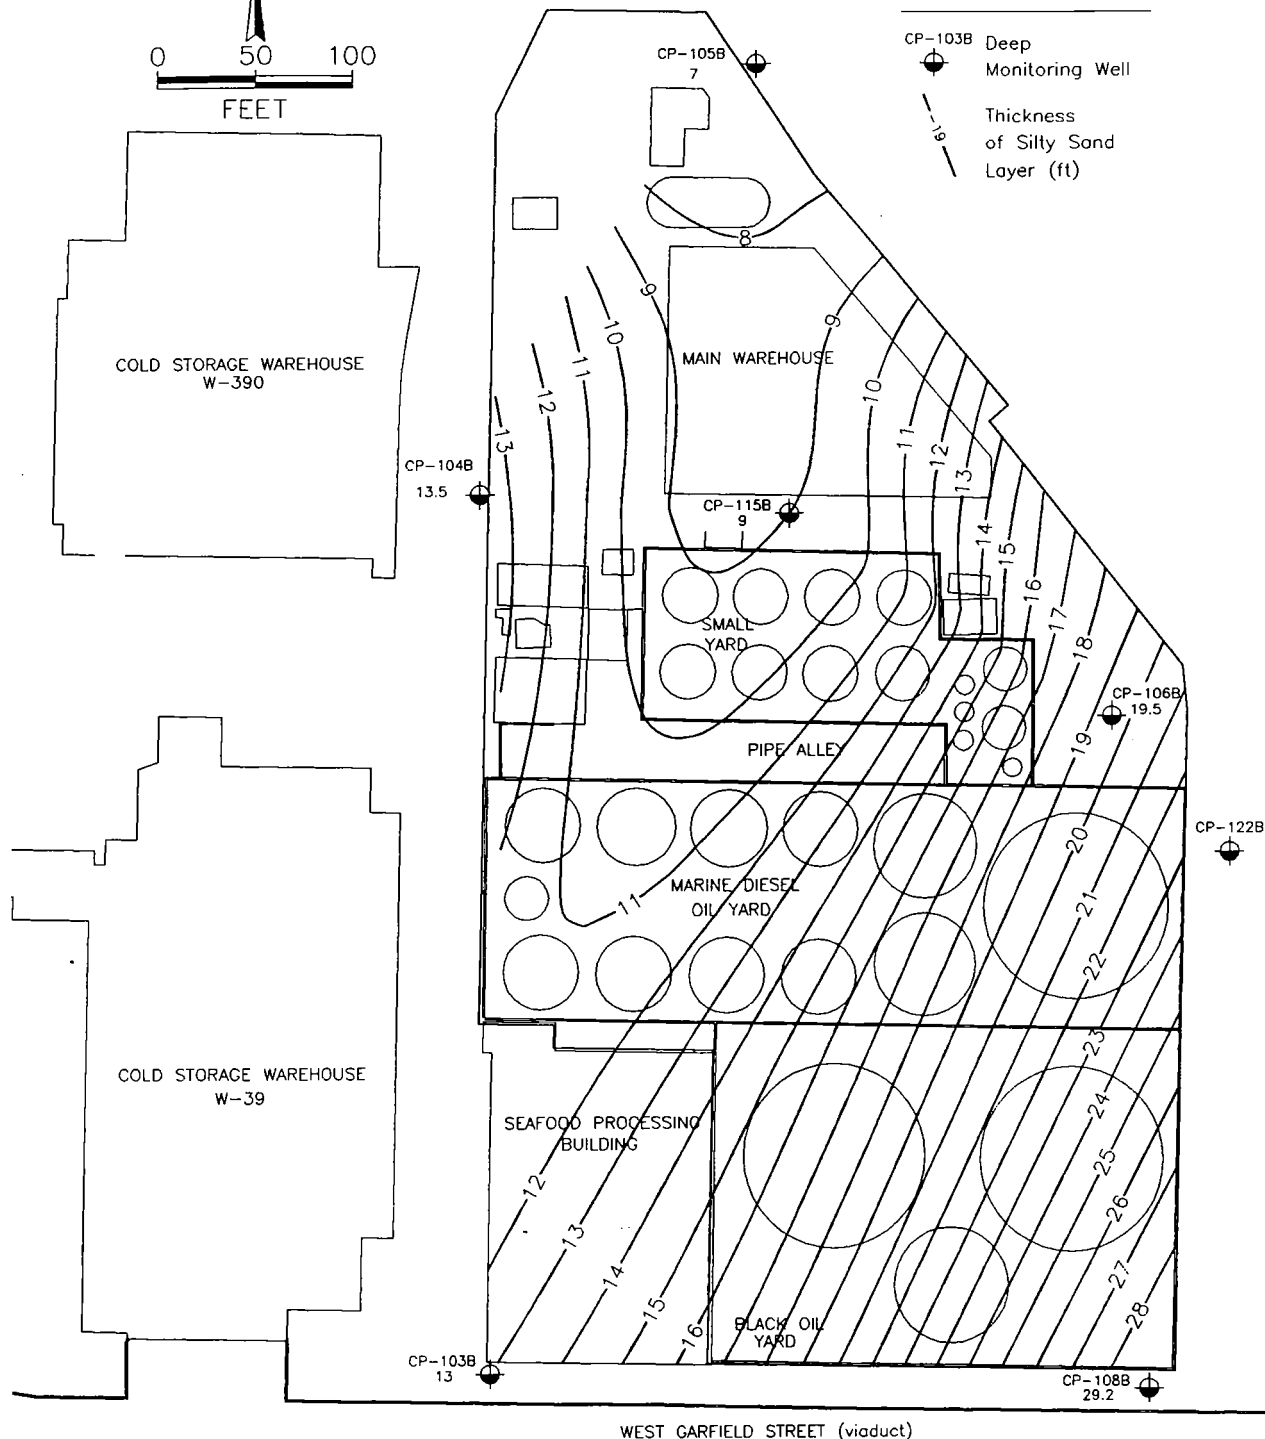 0 50 100
FEET
CP-103B
Deep
Monitoring Well
19
Thickness
of Silty Sand
Layer (ft)
CP-105B
7
8
9
10
11
12
13
9
10
11
12
13
14
15
16
17
18
19
20
21
22
23
24
25
26
27
28
COLD STORAGE WAREHOUSE
W-390
MAIN WAREHOUSE
CP-104B
13.5
CP-115B
9
SMALL
YARD
CP-106B
19.5
PIPE ALLEY
CP-122B
MARINE DIESEL
OIL YARD
11
COLD STORAGE WAREHOUSE
W-39
SEAFOOD PROCESSING
BUILDING
12
13
14
15
16
BLACK OIL
YARD
CP-103B
13
CP-108B
29.2
WEST GARFIELD STREET (viaduct)